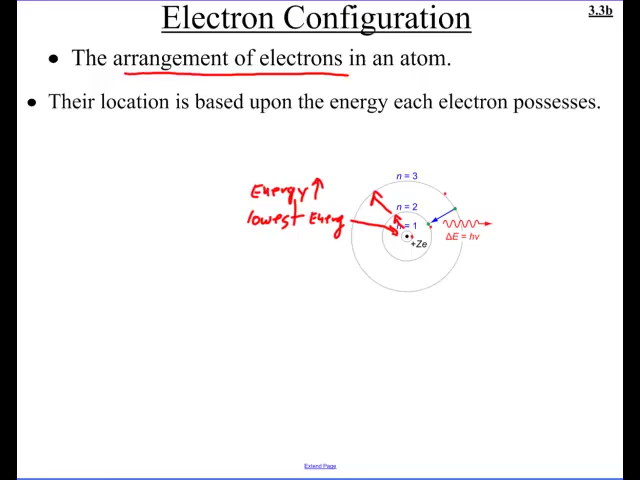 Electron Configuration
3.3b
• The arrangement of electrons in an atom.
• Their location is based upon the energy each electron possesses.
n = 3
Energy ↑
n = 2
lowest Energ
n = 1
ΔE = hν
+Ze
Extend Page